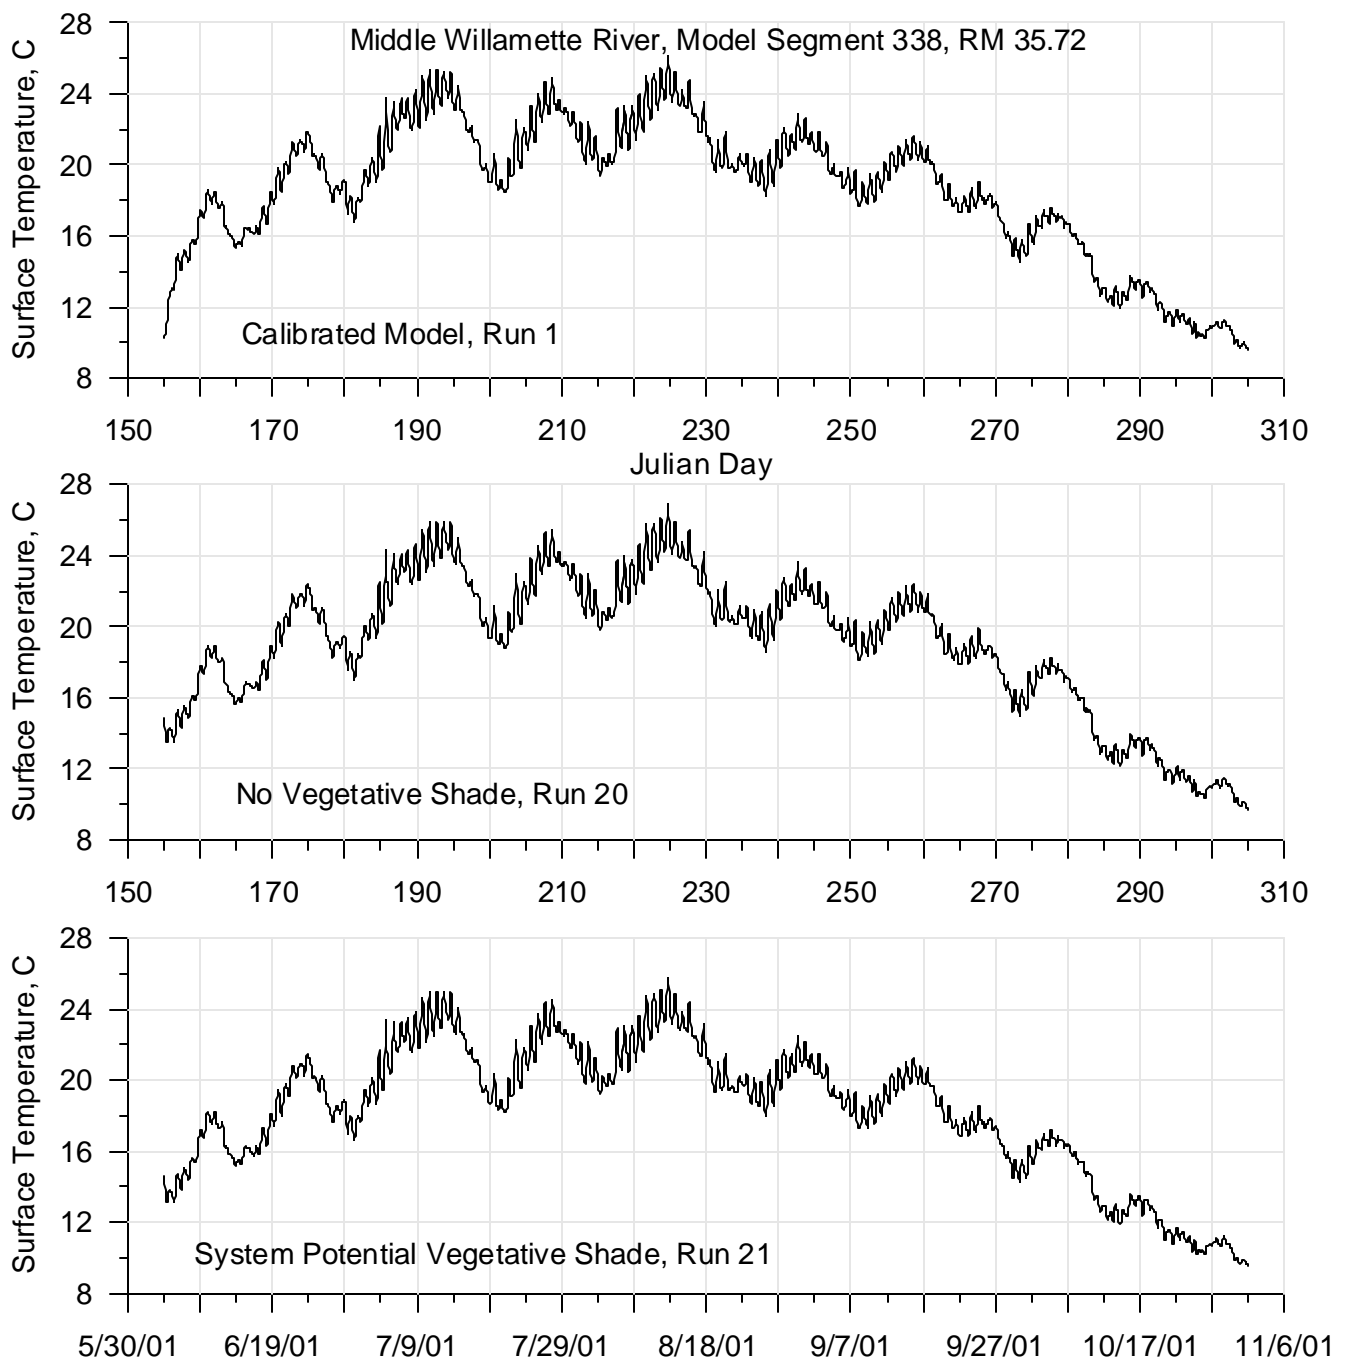 28
Middle Willamette River, Model Segment 338, RM 35.72
24
20
16
12
8
Surface Temperature, C
Calibrated Model, Run 1
150 170 190 210 230 250 270 290 310
Julian Day
28
24
20
16
12
8
Surface Temperature, C
No Vegetative Shade, Run 20
150 170 190 210 230 250 270 290 310
28
24
20
16
12
8
Surface Temperature, C
System Potential Vegetative Shade, Run 21
5/30/01 6/19/01 7/9/01 7/29/01 8/18/01 9/7/01 9/27/01 10/17/01 11/6/01